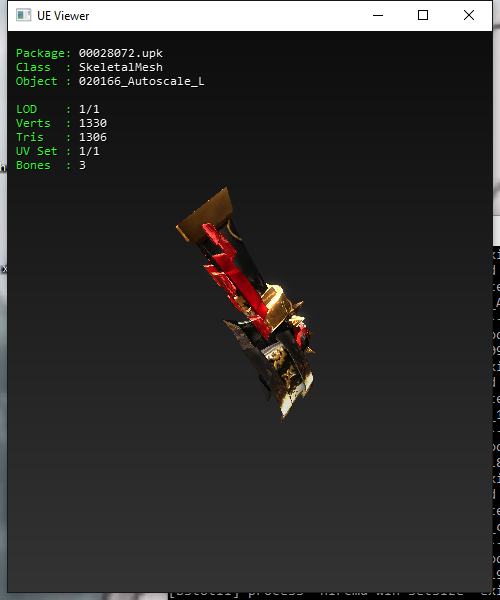 UE Viewer
Package: 00028072.upk
Class  : SkeletalMesh
Object : 020166_Autoscale_L
LOD    : 1/1
Verts  : 1330
Tris   : 1306
UV Set : 1/1
Bones  : 3